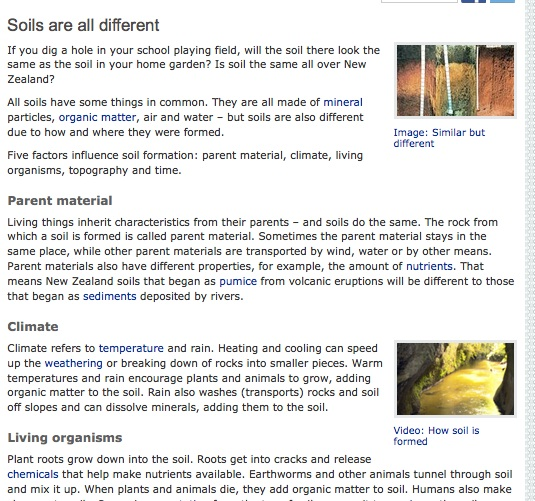 Soils are all different
If you dig a hole in your school playing field, will the soil there look the
same as the soil in your home garden? Is soil the same all over New
Zealand?
All soils have some things in common. They are all made of mineral
particles, organic matter, air and water – but soils are also different
due to how and where they were formed.
Image: Similar but
different
Five factors influence soil formation: parent material, climate, living
organisms, topography and time.
Parent material
Living things inherit characteristics from their parents – and soils do the same. The rock from
which a soil is formed is called parent material. Sometimes the parent material stays in the
same place, while other parent materials are transported by wind, water or by other means.
Parent materials also have different properties, for example, the amount of nutrients. That
means New Zealand soils that began as pumice from volcanic eruptions will be different to those
that began as sediments deposited by rivers.
Climate
Climate refers to temperature and rain. Heating and cooling can speed
up the weathering or breaking down of rocks into smaller pieces. Warm
temperatures and rain encourage plants and animals to grow, adding
organic matter to the soil. Rain also washes (transports) rocks and soil
off slopes and can dissolve minerals, adding them to the soil.
Video: How soil is
formed
Living organisms
Plant roots grow down into the soil. Roots get into cracks and release
chemicals that help make nutrients available. Earthworms and other animals tunnel through soil
and mix it up. When plants and animals die, they add organic matter to soil. Humans also make